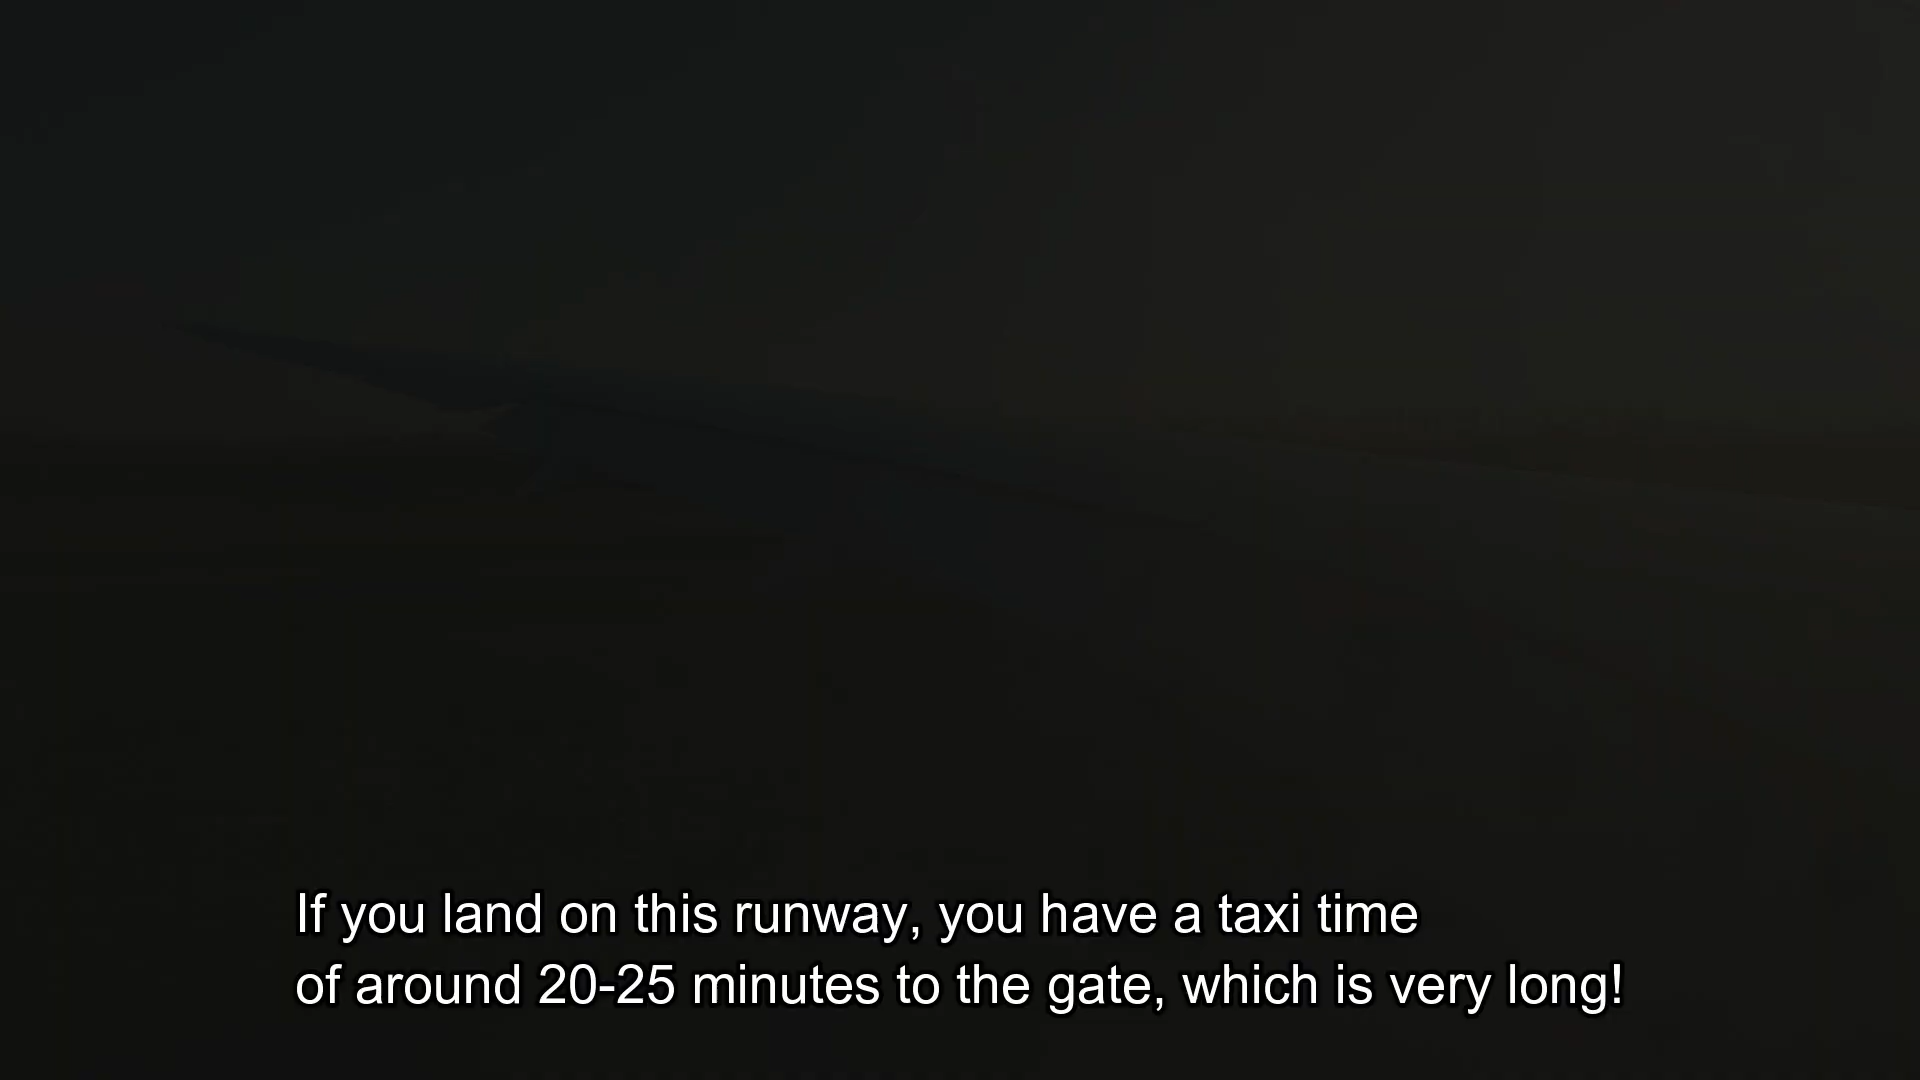 If you land on this runway, you have a taxi time
of around 20-25 minutes to the gate, which is very long!